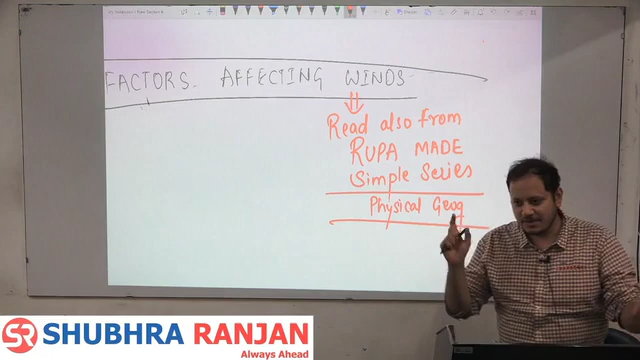 FACTORS. AFFECTING WINDS
Read also from
RUPA MADE
Simple Series
Physical Geog
SR SHUBHRA RANJAN
Always Ahead